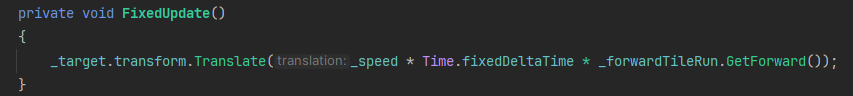 private void FixedUpdate()
{
_target.transform.Translate( translation: _speed * Time.fixedDeltaTime * _forwardTileRun.GetForward());
}